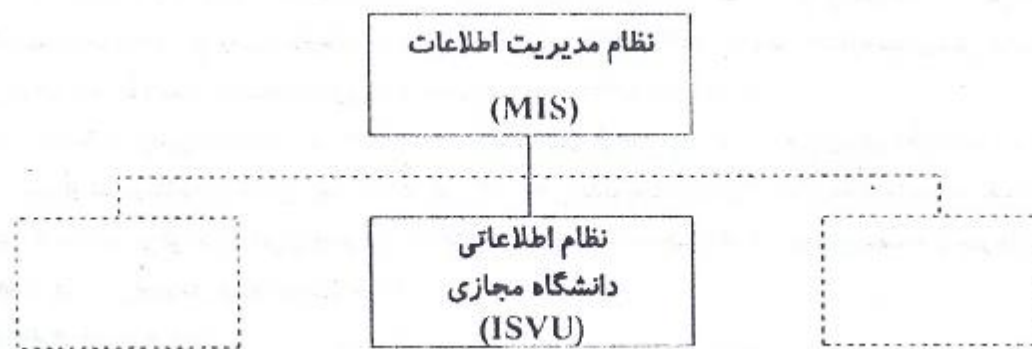 نظام مدیریت اطلاعات
(MIS)
نظام اطلاعاتی
دانشگاه مجازی
(ISVU)